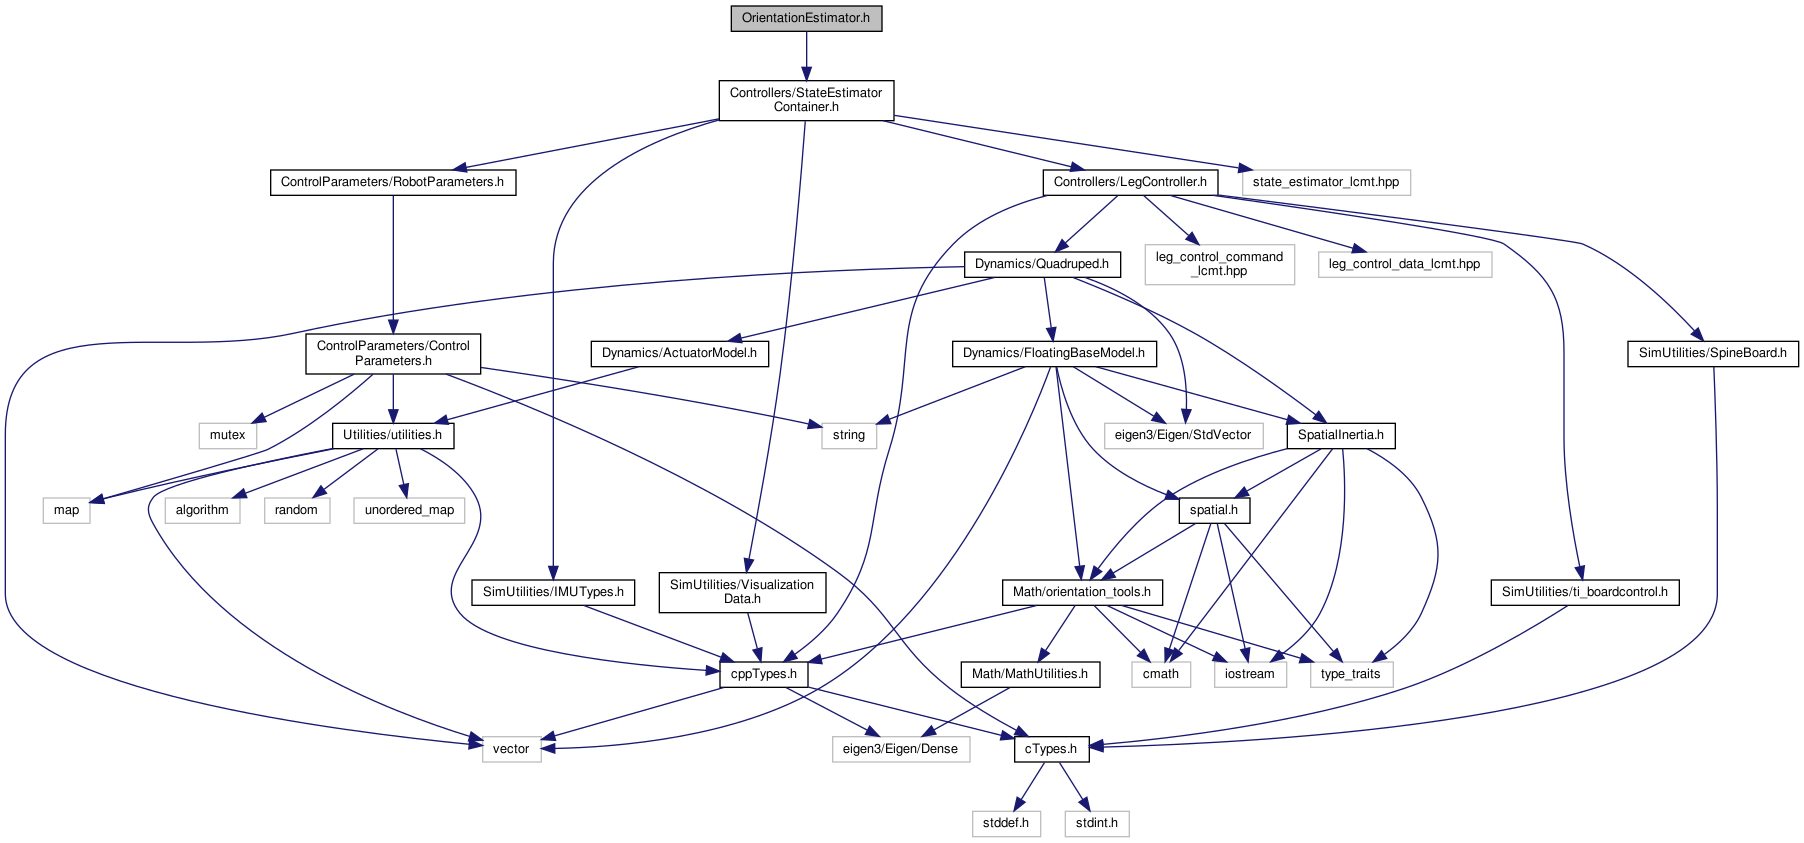 OrientationEstimator.h
Controllers/StateEstimator
Container.h
ControlParameters/RobotParameters.h
Controllers/LegController.h
state_estimator_lcmt.hpp
Dynamics/Quadruped.h
leg_control_command
_lcmt.hpp
leg_control_data_lcmt.hpp
ControlParameters/Control
Parameters.h
Dynamics/ActuatorModel.h
Dynamics/FloatingBaseModel.h
SimUtilities/SpineBoard.h
mutex
Utilities/utilities.h
string
eigen3/Eigen/StdVector
SpatialInertia.h
map
algorithm
random
unordered_map
spatial.h
SimUtilities/IMUTypes.h
SimUtilities/Visualization
Data.h
Math/orientation_tools.h
SimUtilities/ti_boardcontrol.h
cppTypes.h
Math/MathUtilities.h
cmath
iostream
type_traits
vector
eigen3/Eigen/Dense
cTypes.h
stddef.h
stdint.h